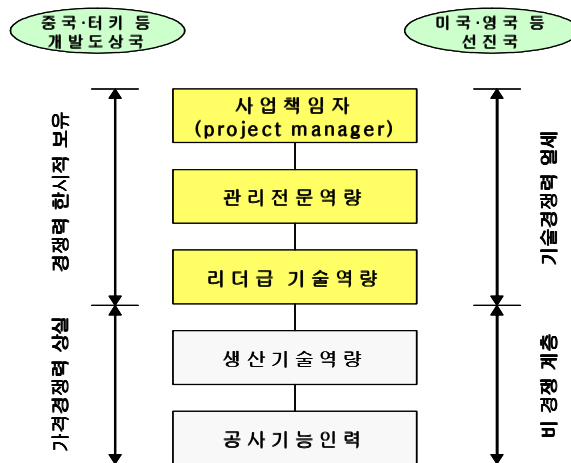 중국·터키 등
개발도상국
미국·영국 등
선진국
사업책임자
(project manager)
관리전문역량
리더급 기술역량
생산기술역량
공사기능인력
경쟁력 한시적 보유
가격경쟁력 상실
기술경쟁력 열세
비 경쟁 계층